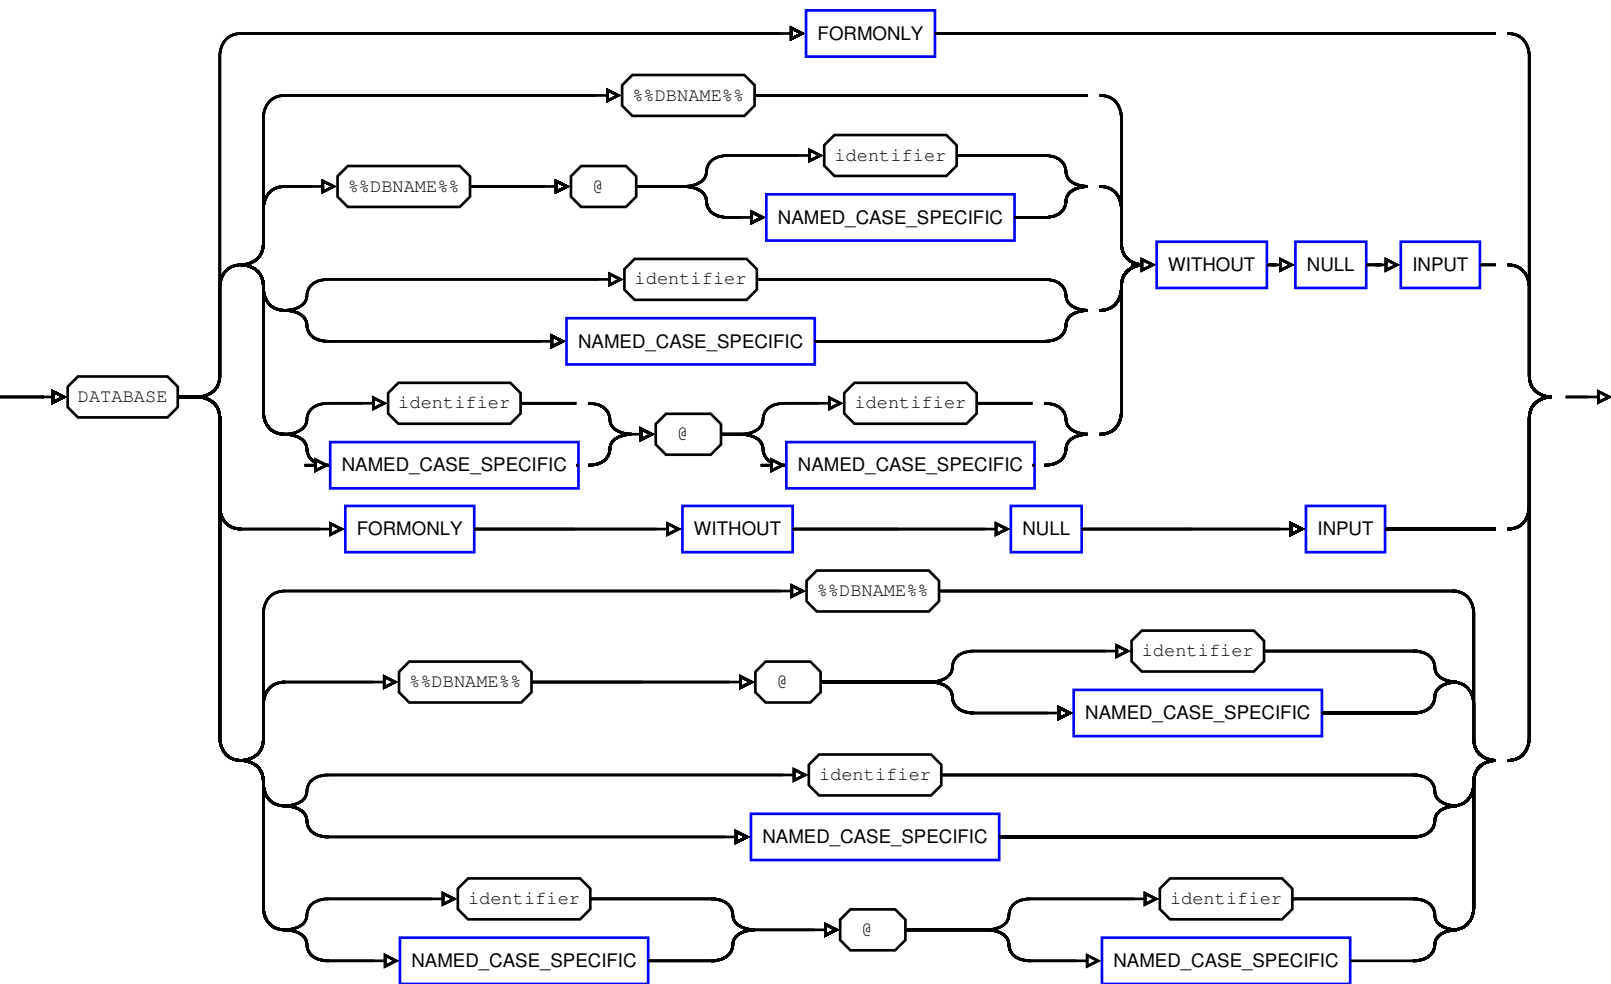 FORMONLY
%%DBNAME%%
identifier
%%DBNAME%% @
NAMED_CASE_SPECIFIC
identifier
WITHOUT NULL INPUT
NAMED_CASE_SPECIFIC
DATABASE
identifier identifier
@
NAMED_CASE_SPECIFIC NAMED_CASE_SPECIFIC
FORMONLY WITHOUT NULL INPUT
%%DBNAME%%
identifier
%%DBNAME%% @
NAMED_CASE_SPECIFIC
identifier
NAMED_CASE_SPECIFIC
identifier identifier
@
NAMED_CASE_SPECIFIC NAMED_CASE_SPECIFIC